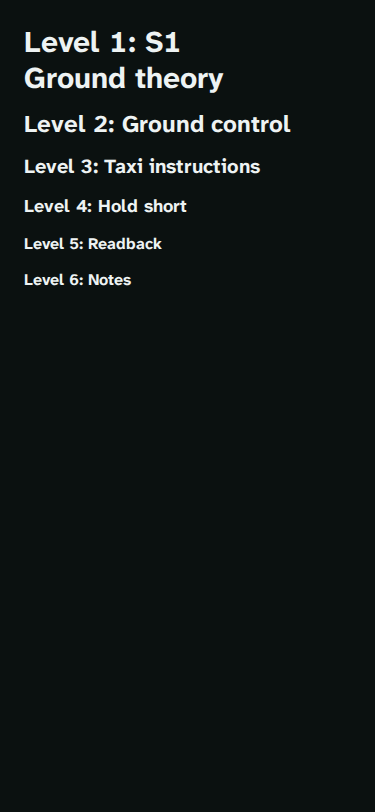 Level 1: S1
Ground theory
Level 2: Ground control
Level 3: Taxi instructions
Level 4: Hold short
Level 5: Readback
Level 6: Notes